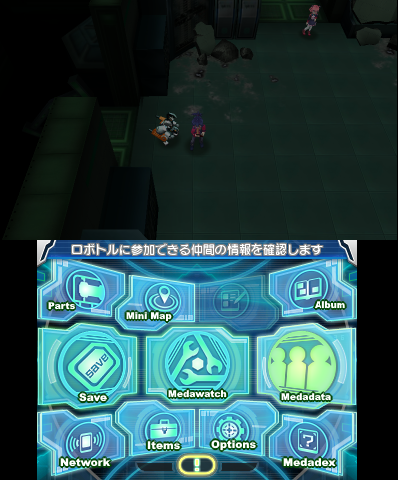 ロボトルに参加できる仲間の情報を確認します
Parts
Mini Map
Album
save!
Save
Medawatch
Medadata
Network
Items
Options
Medadex
?
!